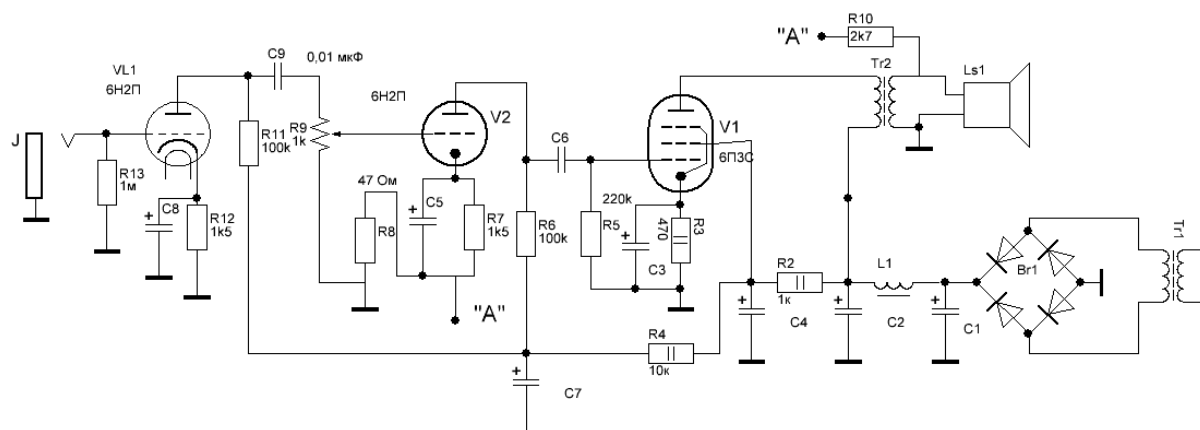 R10
"A"
2k7
Tr2
Ls1
C9
0,01 мкФ
VL1
6Н2П
6Н2П
V2
V1
R11
100k
R9
1k
C6
6П3С
J
R13
1м
47 Ом
220k
C8
R12
1k5
R8
C5
R7
1k5
R6
100k
R5
R3
470
C3
Tr1
R2
1к
L1
Br1
"A"
C4
C2
C1
R4
10к
C7
+
+
+
+
+
+